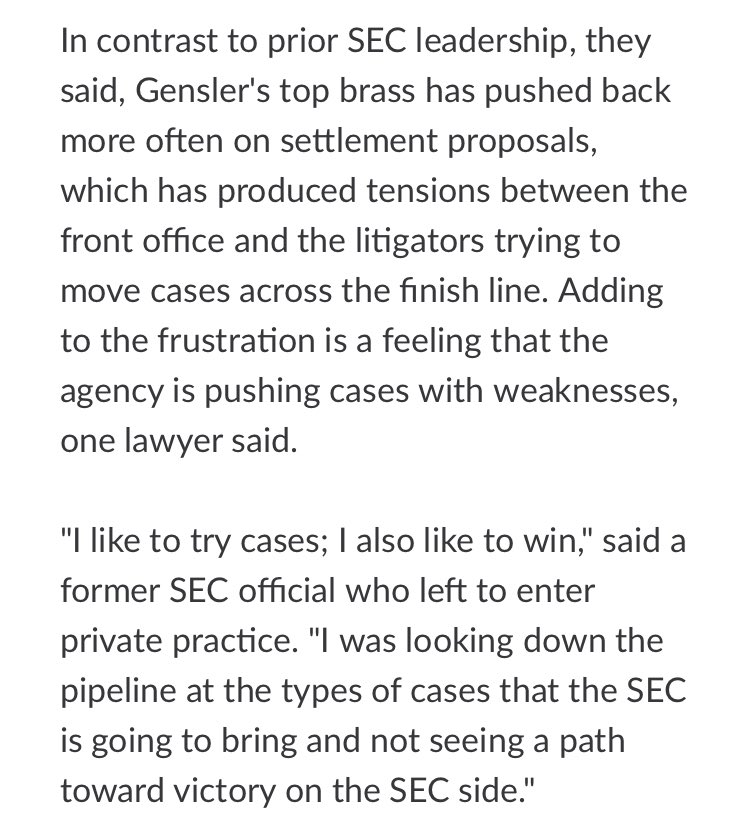 In contrast to prior SEC leadership, they
said, Gensler's top brass has pushed back
more often on settlement proposals,
which has produced tensions between the
front office and the litigators trying to
move cases across the finish line. Adding
to the frustration is a feeling that the
agency is pushing cases with weaknesses,
one lawyer said.
"I like to try cases; I also like to win," said a
former SEC official who left to enter
private practice. "I was looking down the
pipeline at the types of cases that the SEC
is going to bring and not seeing a path
toward victory on the SEC side."